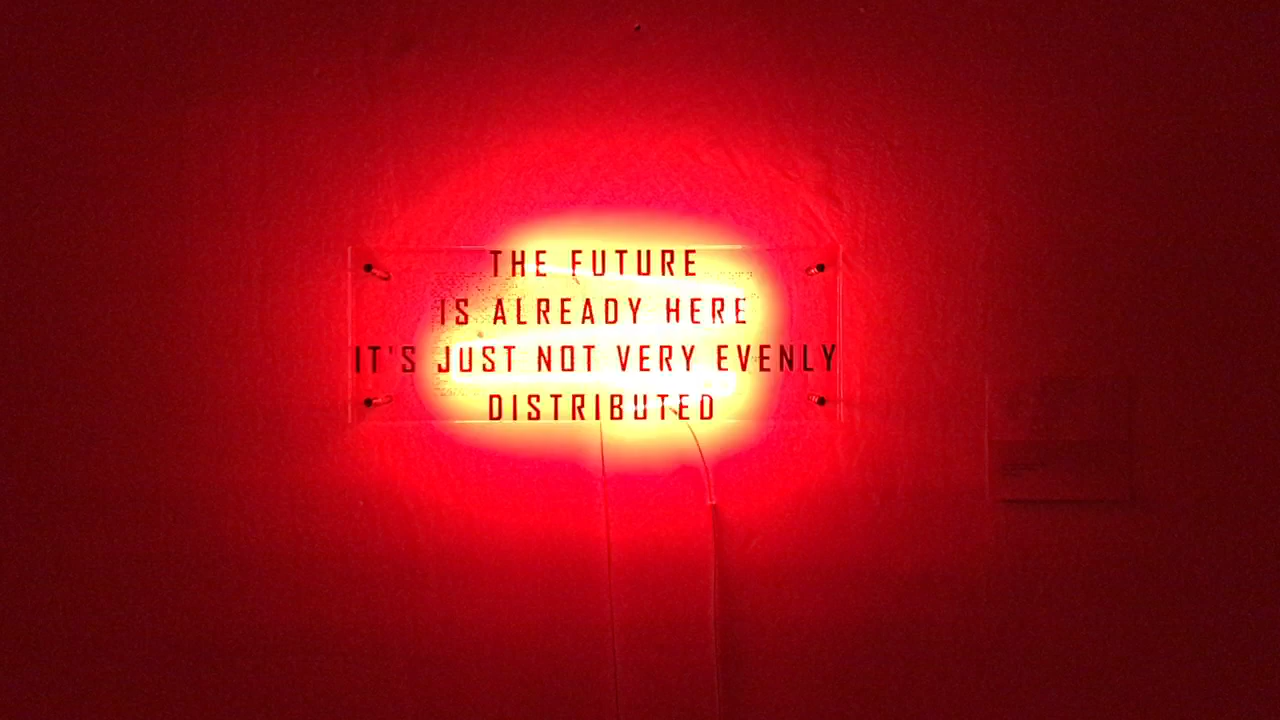 THE FUTURE
IS ALREADY HERE
IT'S JUST NOT VERY EVENLY
DISTRIBUTED